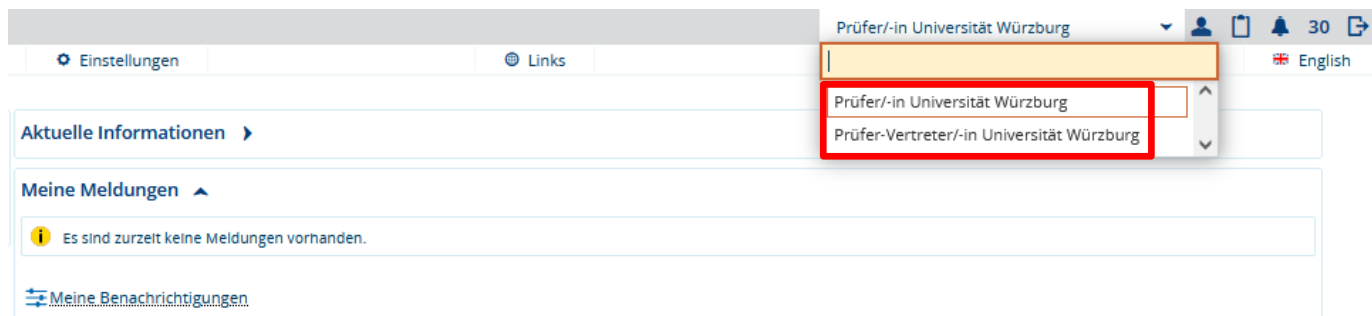 Prüfer/-in Universität Würzburg 30
Einstellungen Links English
Prüfer/-in Universität Würzburg
Prüfer-Vertreter/-in Universität Würzburg
Aktuelle Informationen
Meine Meldungen
Es sind zurzeit keine Meldungen vorhanden.
Meine Benachrichtigungen